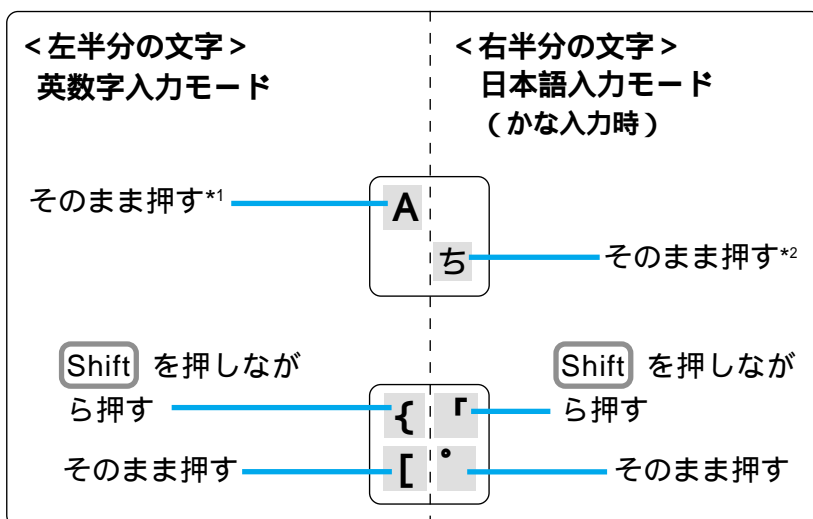 <左半分の文字>
英数字入力モード
<右半分の文字>
日本語入力モード
(かな入力時)
そのまま押す*1
A
ち
そのまま押す*2
Shift を押しなが
ら押す
{ 「
Shift を押しなが
ら押す
そのまま押す
[ ゜
そのまま押す